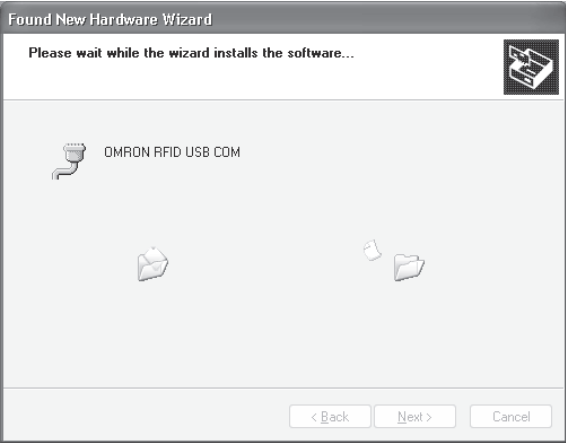 Found New Hardware Wizard
Please wait while the wizard installs the software...
OMRON RFID USB COM
< Back Next > Cancel